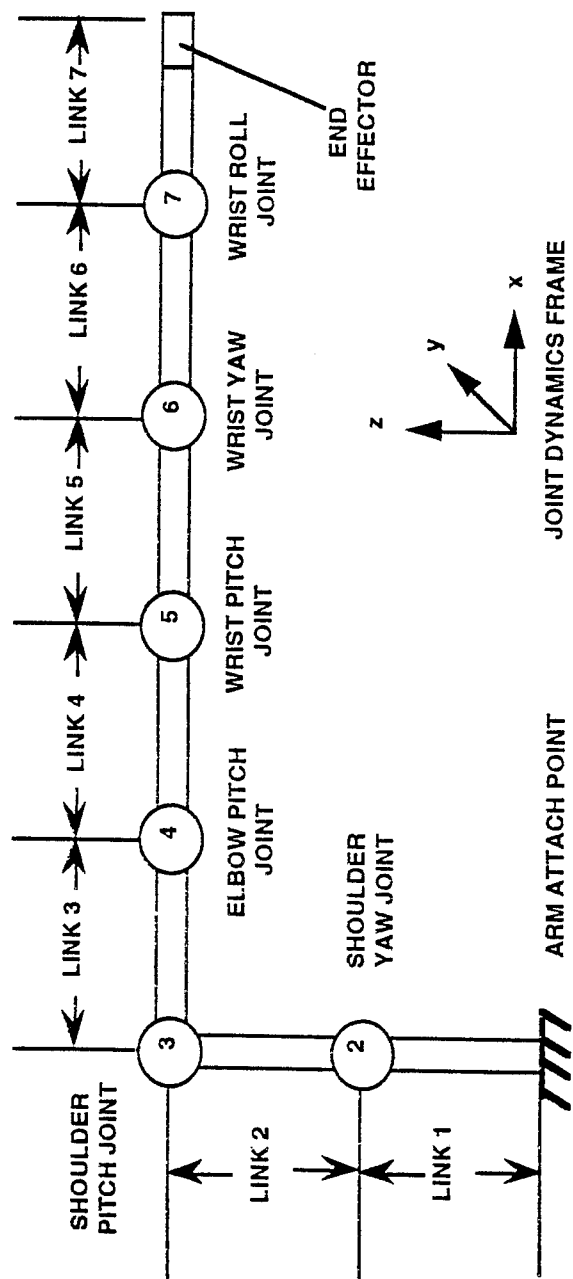 SHOULDER
PITCH JOINT
LINK 3
LINK 4
LINK 5
LINK 6
LINK 7
3
4
5
6
7
ELBOW PITCH
JOINT
WRIST PITCH
JOINT
WRIST YAW
JOINT
WRIST ROLL
JOINT
END
EFFECTOR
LINK 2
LINK 1
2
SHOULDER
YAW JOINT
ARM ATTACH POINT
z
y
x
JOINT DYNAMICS FRAME